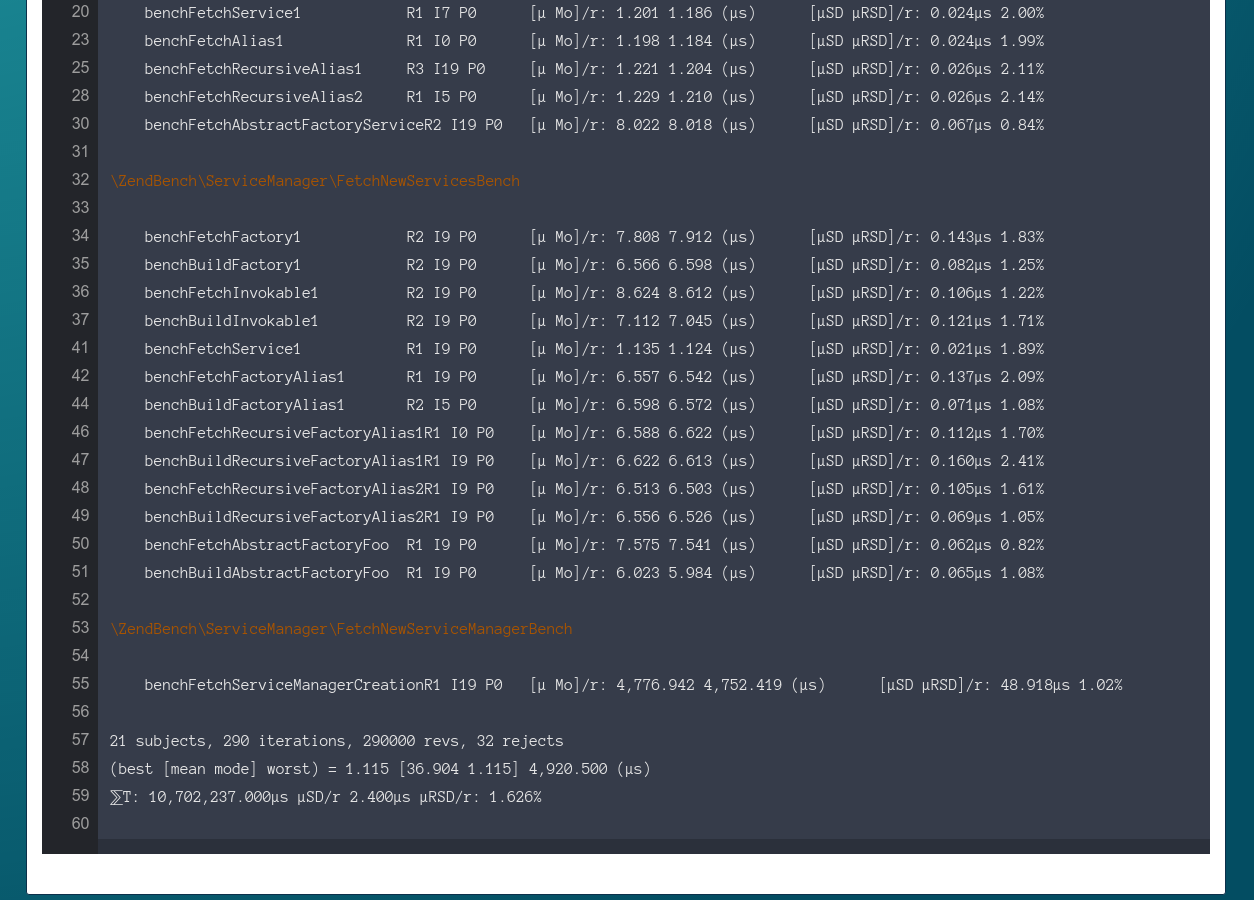 20 benchFetchService1 R1 I7 P0 [μ Mo]/r: 1.201 1.186 (μs) [μSD μRSD]/r: 0.024μs 2.00%
23 benchFetchAlias1 R1 I0 P0 [μ Mo]/r: 1.198 1.184 (μs) [μSD μRSD]/r: 0.024μs 1.99%
25 benchFetchRecursiveAlias1 R3 I19 P0 [μ Mo]/r: 1.221 1.204 (μs) [μSD μRSD]/r: 0.026μs 2.11%
28 benchFetchRecursiveAlias2 R1 I5 P0 [μ Mo]/r: 1.229 1.210 (μs) [μSD μRSD]/r: 0.026μs 2.14%
30 benchFetchAbstractFactoryServiceR2 I19 P0 [μ Mo]/r: 8.022 8.018 (μs) [μSD μRSD]/r: 0.067μs 0.84%
31
32 \ZendBench\ServiceManager\FetchNewServicesBench
33
34 benchFetchFactory1 R2 I9 P0 [μ Mo]/r: 7.808 7.912 (μs) [μSD μRSD]/r: 0.143μs 1.83%
35 benchBuildFactory1 R2 I9 P0 [μ Mo]/r: 6.566 6.598 (μs) [μSD μRSD]/r: 0.082μs 1.25%
36 benchFetchInvokable1 R2 I9 P0 [μ Mo]/r: 8.624 8.612 (μs) [μSD μRSD]/r: 0.106μs 1.22%
37 benchBuildInvokable1 R2 I9 P0 [μ Mo]/r: 7.112 7.045 (μs) [μSD μRSD]/r: 0.121μs 1.71%
41 benchFetchService1 R1 I9 P0 [μ Mo]/r: 1.135 1.124 (μs) [μSD μRSD]/r: 0.021μs 1.89%
42 benchFetchFactoryAlias1 R1 I9 P0 [μ Mo]/r: 6.557 6.542 (μs) [μSD μRSD]/r: 0.137μs 2.09%
44 benchBuildFactoryAlias1 R2 I5 P0 [μ Mo]/r: 6.598 6.572 (μs) [μSD μRSD]/r: 0.071μs 1.08%
46 benchFetchRecursiveFactoryAlias1R1 I0 P0 [μ Mo]/r: 6.588 6.622 (μs) [μSD μRSD]/r: 0.112μs 1.70%
47 benchBuildRecursiveFactoryAlias1R1 I9 P0 [μ Mo]/r: 6.622 6.613 (μs) [μSD μRSD]/r: 0.160μs 2.41%
48 benchFetchRecursiveFactoryAlias2R1 I9 P0 [μ Mo]/r: 6.513 6.503 (μs) [μSD μRSD]/r: 0.105μs 1.61%
49 benchBuildRecursiveFactoryAlias2R1 I9 P0 [μ Mo]/r: 6.556 6.526 (μs) [μSD μRSD]/r: 0.069μs 1.05%
50 benchFetchAbstractFactoryFoo R1 I9 P0 [μ Mo]/r: 7.575 7.541 (μs) [μSD μRSD]/r: 0.062μs 0.82%
51 benchBuildAbstractFactoryFoo R1 I9 P0 [μ Mo]/r: 6.023 5.984 (μs) [μSD μRSD]/r: 0.065μs 1.08%
52
53 \ZendBench\ServiceManager\FetchNewServiceManagerBench
54
55 benchFetchServiceManagerCreationR1 I19 P0 [μ Mo]/r: 4,776.942 4,752.419 (μs) [μSD μRSD]/r: 48.918μs 1.02%
56
57 21 subjects, 290 iterations, 290000 revs, 32 rejects
58 (best [mean mode] worst) = 1.115 [36.904 1.115] 4,920.500 (μs)
59 ⅀T: 10,702,237.000μs μSD/r 2.400μs μRSD/r: 1.626%
60